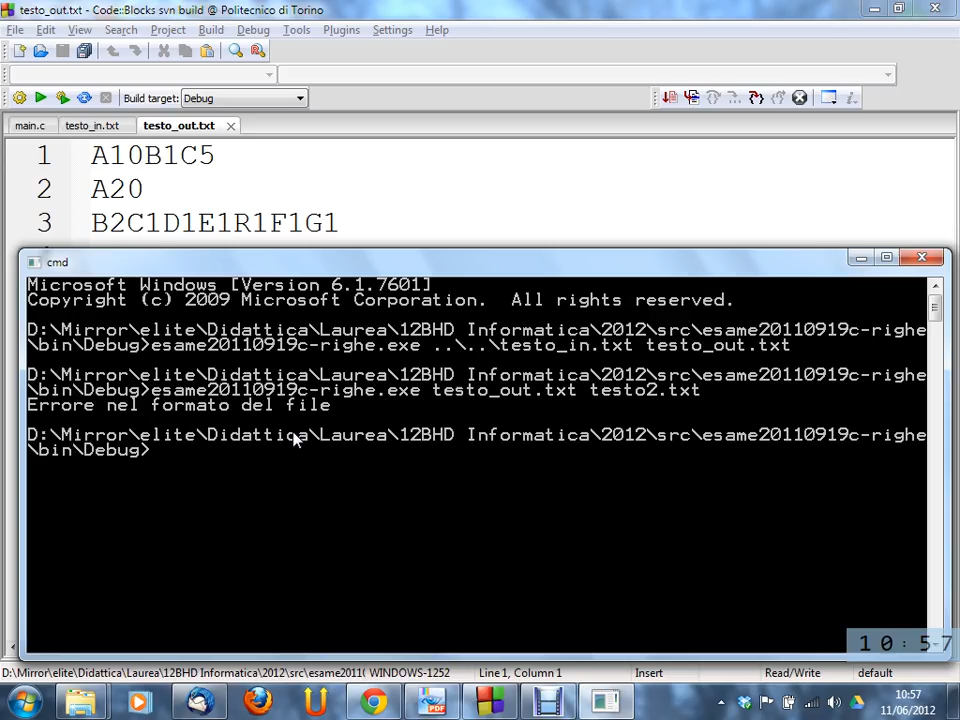 testo_out.txt - Code::Blocks svn build @ Politecnico di Torino
File Edit View Search Project Build Debug Tools Plugins Settings Help
Build target: Debug
main.c testo_in.txt testo_out.txt
1 A10B1C5
2 A20
3 B2C1D1E1R1F1G1
cmd
Microsoft Windows [Version 6.1.7601]
Copyright (c) 2009 Microsoft Corporation. All rights reserved.
D:\Mirror\elite\Didattica\Laurea\12BHD Informatica\2012\src\esame20110919c-righe
\bin\Debug>esame20110919c-righe.exe ..\..\testo_in.txt testo_out.txt
D:\Mirror\elite\Didattica\Laurea\12BHD Informatica\2012\src\esame20110919c-righe
\bin\Debug>esame20110919c-righe.exe testo_out.txt testo2.txt
Errore nel formato del file
D:\Mirror\elite\Didattica\Laurea\12BHD Informatica\2012\src\esame20110919c-righe
\bin\Debug>
10:57
D:\Mirror\elite\Didattica\Laurea\12BHD Informatica\2012\src\esame2011( WINDOWS-1252 Line 1, Column 1 Insert Read/Write default
10:57
11/06/2012